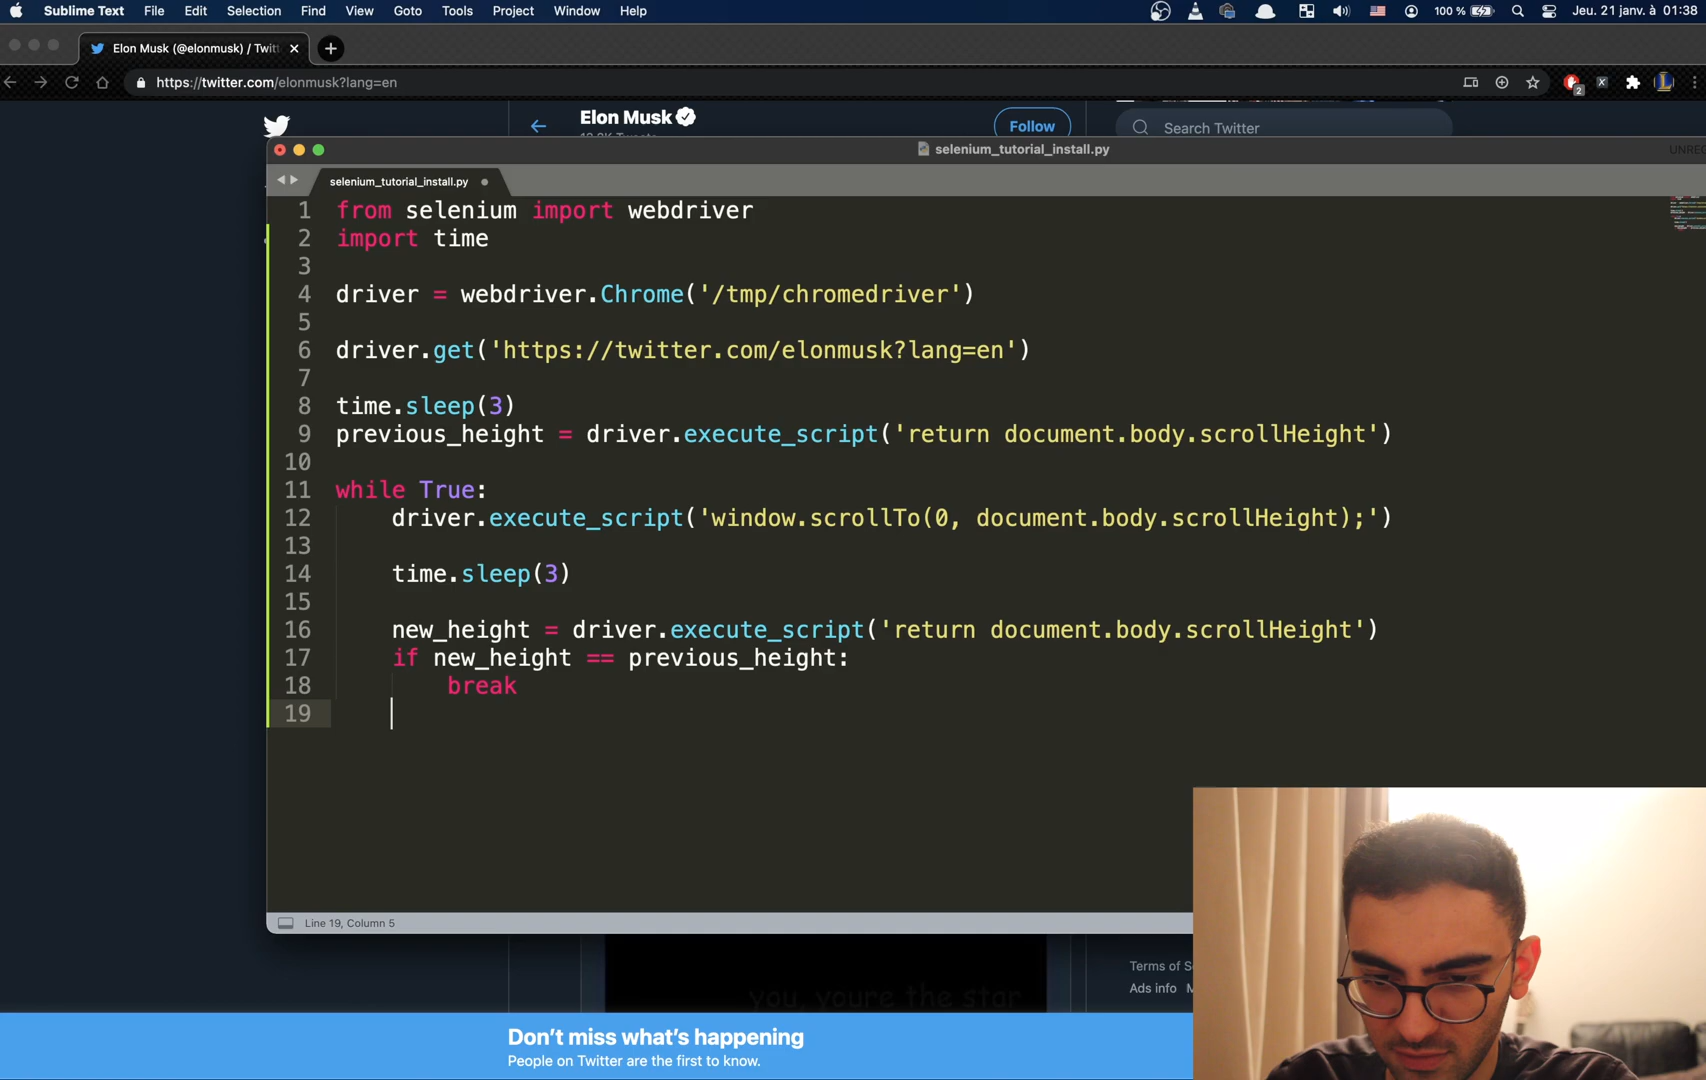 Sublime Text File Edit Selection Find View Goto Tools Project Window Help 100 % Jeu. 21 janv. à 01:38
Elon Musk (@elonmusk) / Twit
https://twitter.com/elonmusk?lang=en
2
Elon Musk
Follow
Search Twitter
selenium_tutorial_install.py
selenium_tutorial_install.py
1 from selenium import webdriver
2 import time
3
4 driver = webdriver.Chrome('/tmp/chromedriver')
5
6 driver.get('https://twitter.com/elonmusk?lang=en')
7
8 time.sleep(3)
9 previous_height = driver.execute_script('return document.body.scrollHeight')
10
11 while True:
12 driver.execute_script('window.scrollTo(0, document.body.scrollHeight);')
13
14 time.sleep(3)
15
16 new_height = driver.execute_script('return document.body.scrollHeight')
17 if new_height == previous_height:
18 break
19
Line 19, Column 5
Terms of S
Ads info M
you, youre the star
Don't miss what's happening
People on Twitter are the first to know.